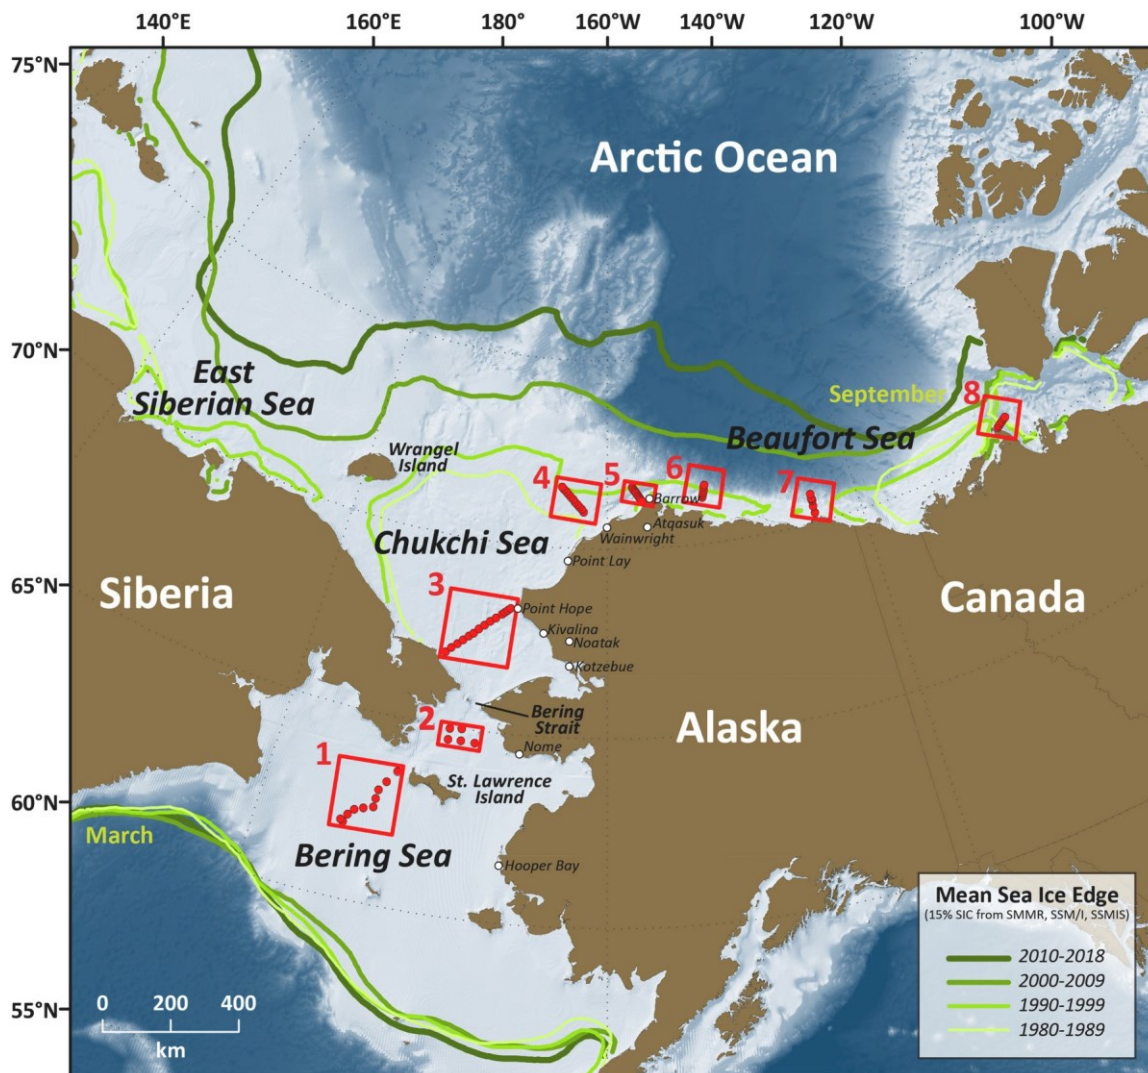 140°E 160°E 180° 160°W 140°W 120°W 100°W
75°N
Arctic Ocean
70°N
East
Siberian Sea
September
8
Beaufort Sea
Wrangel
Island
4
5
6
7
Barrow
Atqasuk
Wainwright
Chukchi Sea
Point Lay
65°N
Siberia
3
Canada
Point Hope
Kivalina
Noatak
Kotzebue
Bering
Strait
Alaska
2
Nome
1
St. Lawrence
Island
60°N
March
Bering Sea
Hooper Bay
55°N
0 200 400
km
Mean Sea Ice Edge
(15% SIC from SMMR, SSM/I, SSMIS)
2010-2018
2000-2009
1990-1999
1980-1989